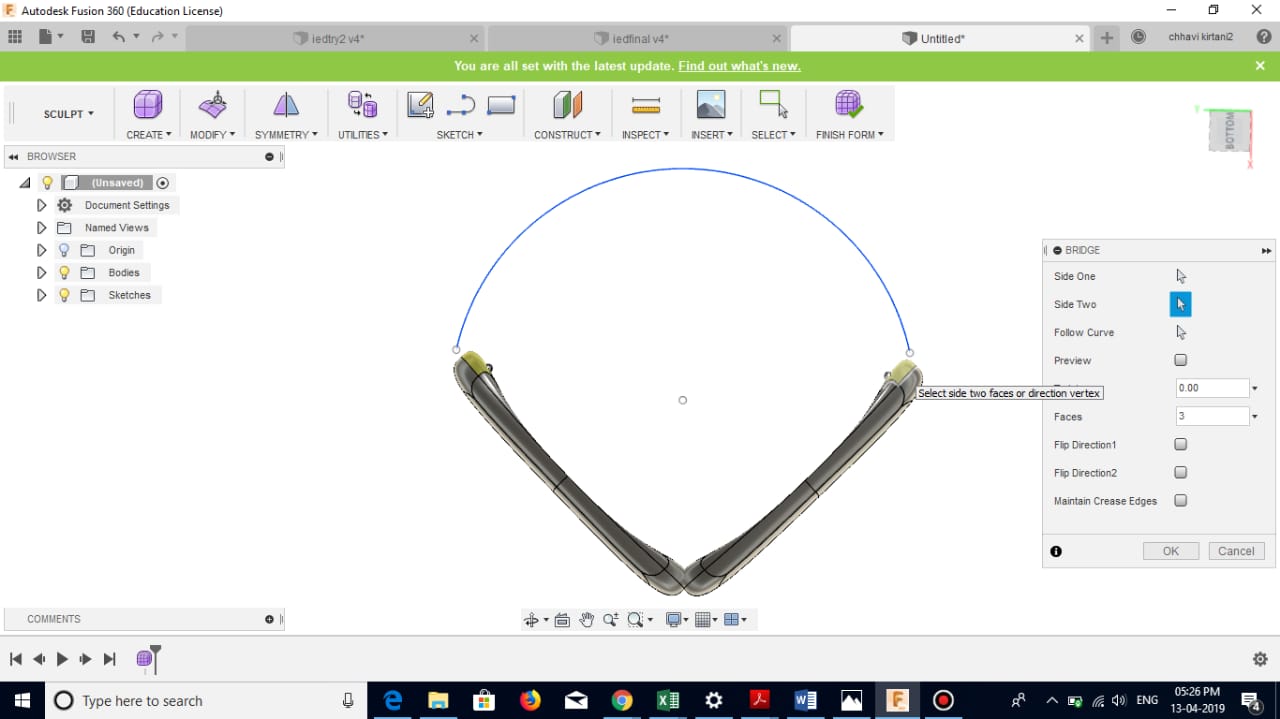 Autodesk Fusion 360 (Education License)
iedtry2 v4*
iedfinal v4*
Untitled*
chhavi kirtani2
You are all set with the latest update. Find out what's new.
SCULPT
CREATE
MODIFY
SYMMETRY
UTILITIES
SKETCH
CONSTRUCT
INSPECT
INSERT
SELECT
FINISH FORM
BOTTOM
Y
X
BROWSER
(Unsaved)
Document Settings
Named Views
Origin
Bodies
Sketches
BRIDGE
Side One
Side Two
Follow Curve
Preview
0.00
Select side two faces or direction vertex
Faces 3
Flip Direction1
Flip Direction2
Maintain Crease Edges
OK Cancel
COMMENTS
Type here to search
ENG
05:26 PM
13-04-2019
4